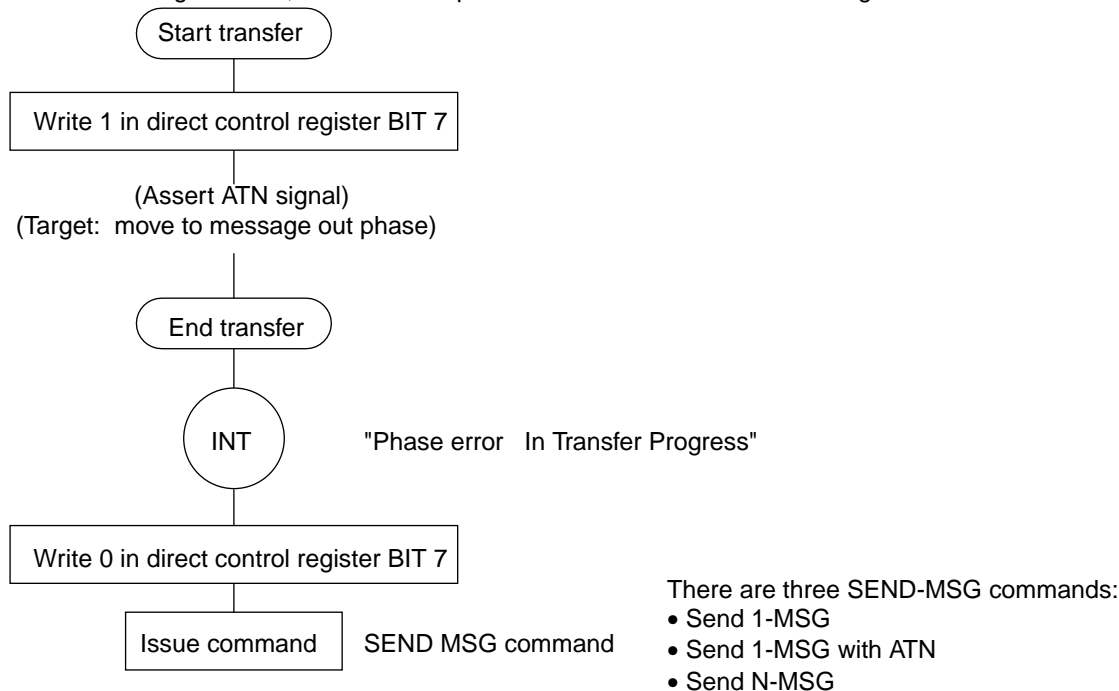 Start transfer
Write 1 in direct control register BIT 7
(Assert ATN signal)
(Target: move to message out phase)
End transfer
INT
"Phase error In Transfer Progress"
Write 0 in direct control register BIT 7
Issue command
SEND MSG command
There are three SEND-MSG commands:
• Send 1-MSG
• Send 1-MSG with ATN
• Send N-MSG